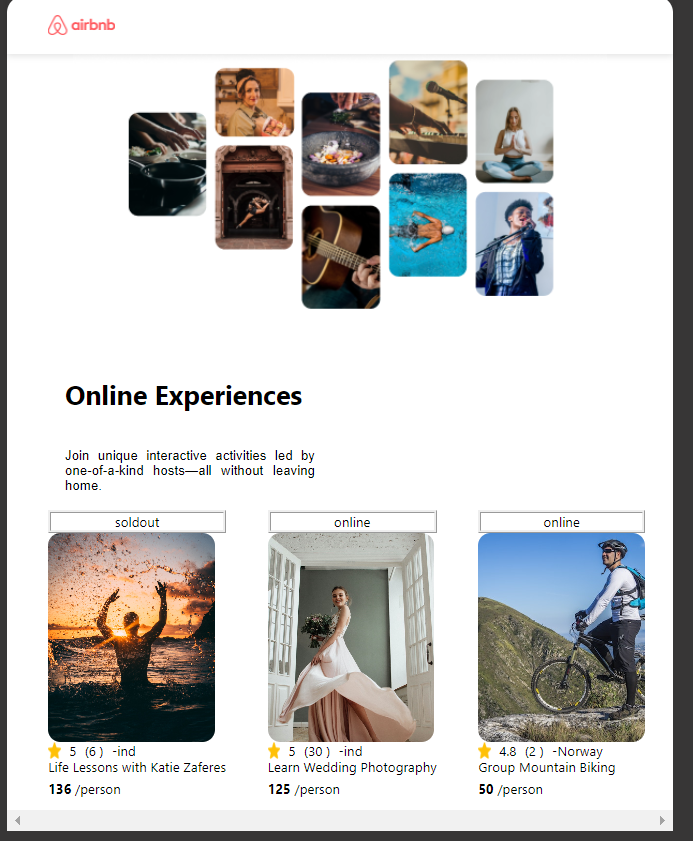 airbnb
Online Experiences
Join unique interactive activities led by
one-of-a-kind hosts—all without leaving
home.
soldout
online
online
5 (6 ) -ind
5 (30 ) -ind
4.8 (2 ) -Norway
Life Lessons with Katie Zaferes
Learn Wedding Photography
Group Mountain Biking
136 /person
125 /person
50 /person